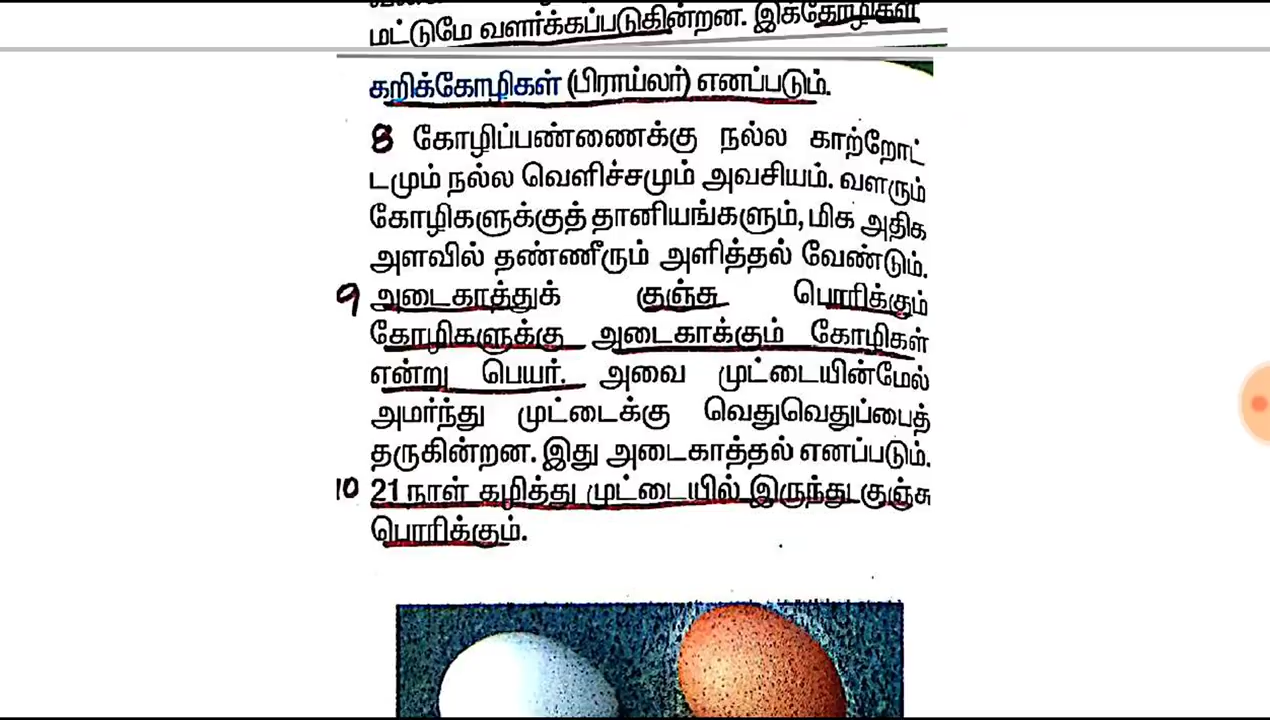 மட்டுமே வளர்க்கப்படுகின்றன. இக்கோழிகள்
கறிக்கோழிகள் (பிராய்லர்) எனப்படும்.
8 கோழிப்பண்ணைக்கு நல்ல காற்றோட்
டமும் நல்ல வெளிச்சமும் அவசியம். வளரும்
கோழிகளுக்குத் தானியங்களும், மிக அதிக
அளவில் தண்ணீரும் அளித்தல் வேண்டும்.
9 அடைகாத்துக் குஞ்சு பொரிக்கும்
கோழிகளுக்கு அடைகாக்கும் கோழிகள்
என்று பெயர். அவை முட்டையின்மேல்
அமர்ந்து முட்டைக்கு வெதுவெதுப்பைத்
தருகின்றன. இது அடைகாத்தல் எனப்படும்.
10 21 நாள் கழித்து முட்டையில் இருந்து குஞ்சு
பொரிக்கும்.